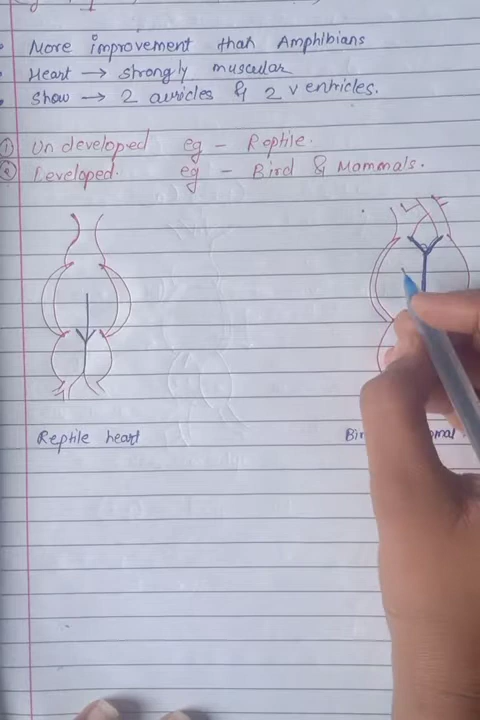 More improvement than Amphibians
Heart → strongly muscular
Show → 2 auricles & 2 ventricles.
① Undeveloped eg - Reptile.
② Developed. eg - Bird & Mammals.
Reptile heart